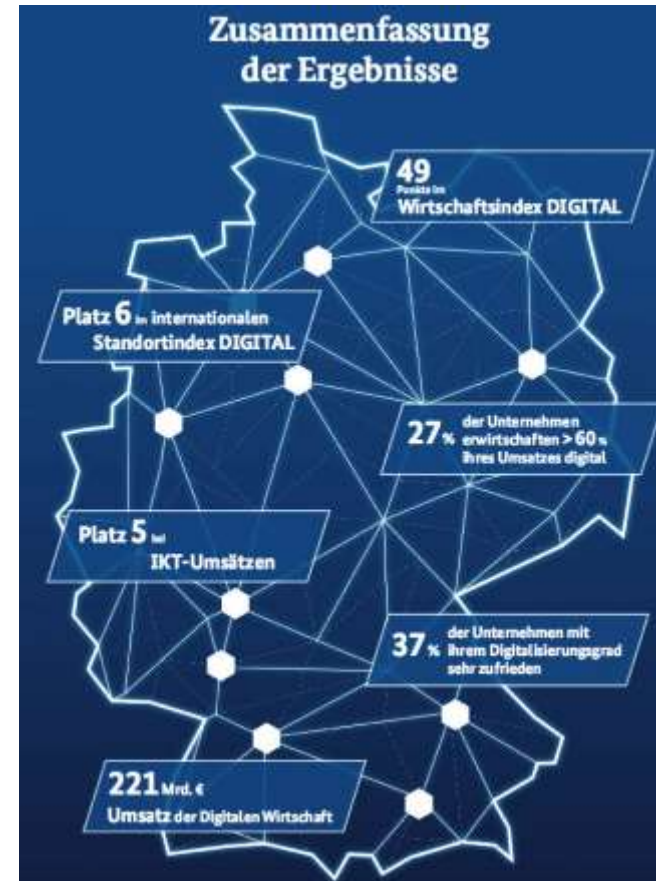 Zusammenfassung
der Ergebnisse
49
Punkte im
Wirtschaftsindex DIGITAL
Platz 6 im internationalen
Standortindex DIGITAL
27 % der Unternehmen
erwirtschaften > 60 %
ihres Umsatzes digital
Platz 5 bei
IKT-Umsätzen
37 % der Unternehmen mit
ihrem Digitalisierungsgrad
sehr zufrieden
221 Mrd. €
Umsatz der Digitalen Wirtschaft